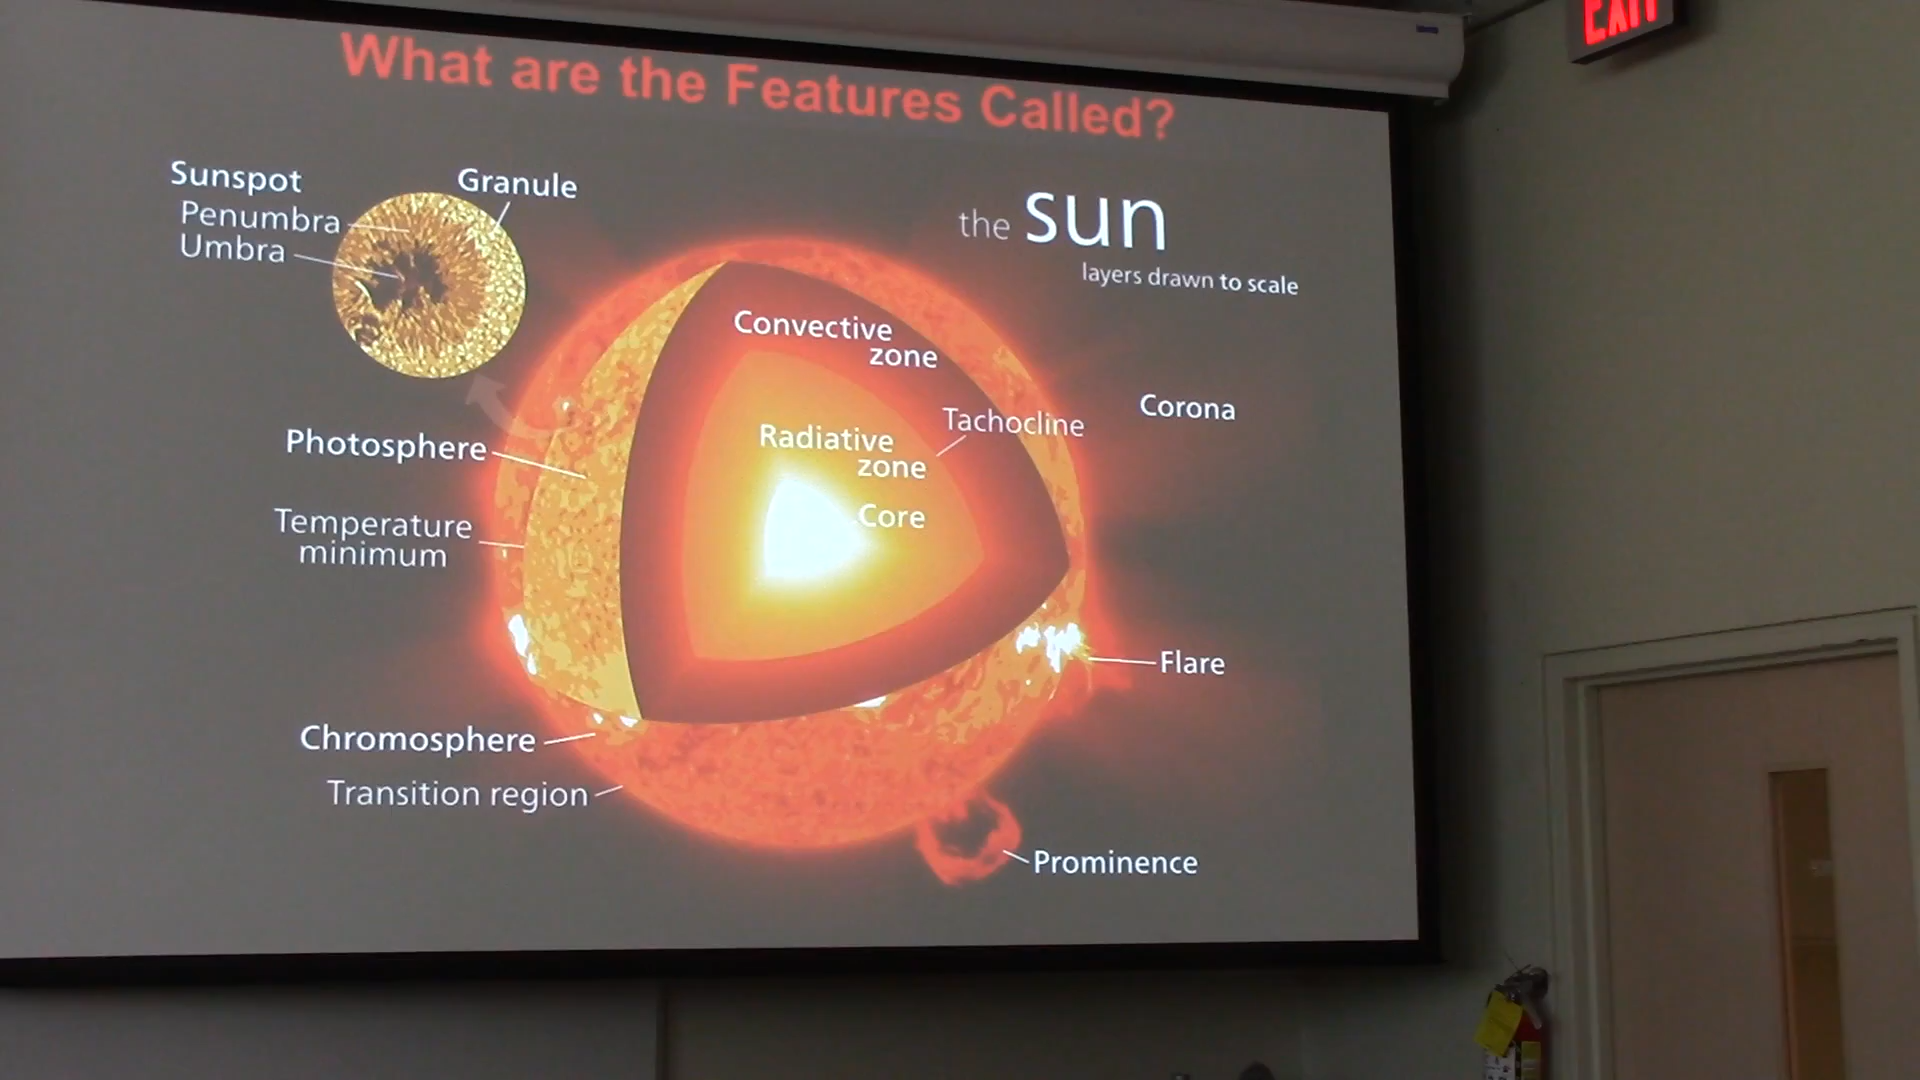 EXIT
What are the Features Called?
the sun
layers drawn to scale
Sunspot
Penumbra
Umbra
Granule
Convective
zone
Radiative
zone
Tachocline
Core
Corona
Photosphere
Temperature
minimum
Flare
Chromosphere
Transition region
Prominence